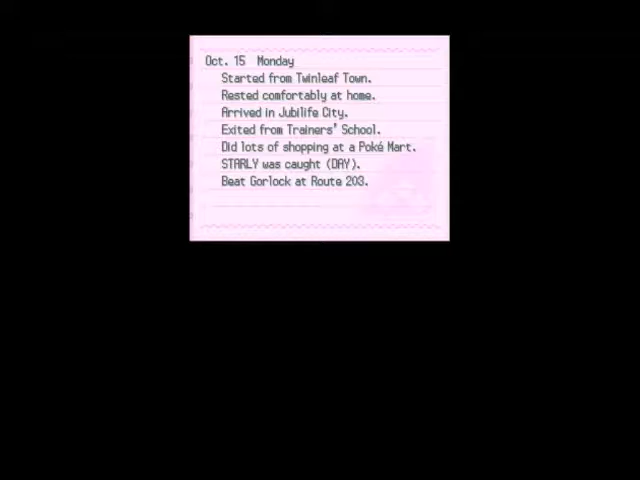 Oct. 15 Monday
Started from Twinleaf Town.
Rested comfortably at home.
Arrived in Jubilife City.
Exited from Trainers' School.
Did lots of shopping at a Poké Mart.
STARLY was caught (DAY).
Beat Gorlock at Route 203.